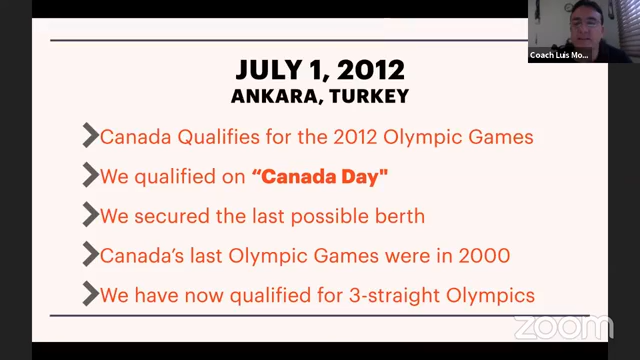 Coach Luis Mo...
JULY 1, 2012
ANKARA, TURKEY
Canada Qualifies for the 2012 Olympic Games
We qualified on “Canada Day"
We secured the last possible berth
Canada’s last Olympic Games were in 2000
We have now qualified for 3-straight Olympics
zoom